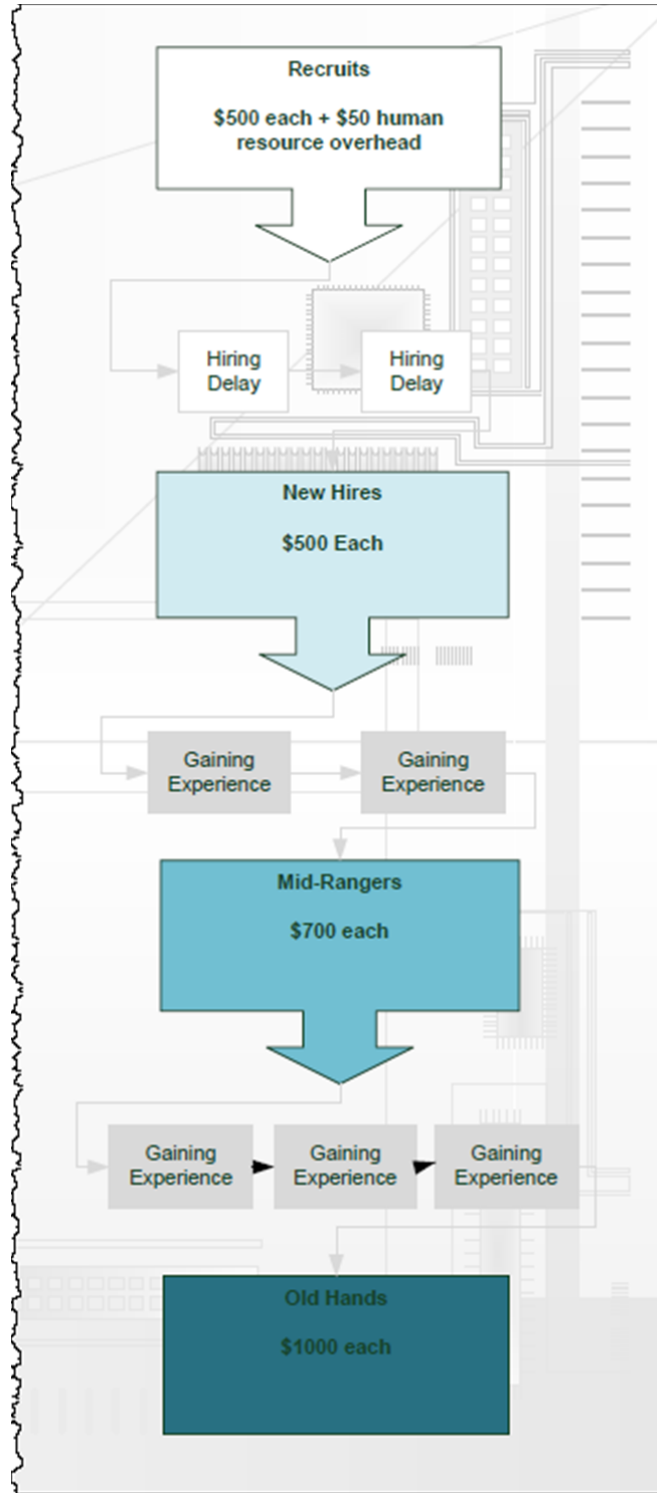 Recruits
$500 each + $50 human
resource overhead
Hiring
Delay
Hiring
Delay
New Hires
$500 Each
Gaining
Experience
Gaining
Experience
Mid-Rangers
$700 each
Gaining
Experience
Gaining
Experience
Gaining
Experience
Old Hands
$1000 each